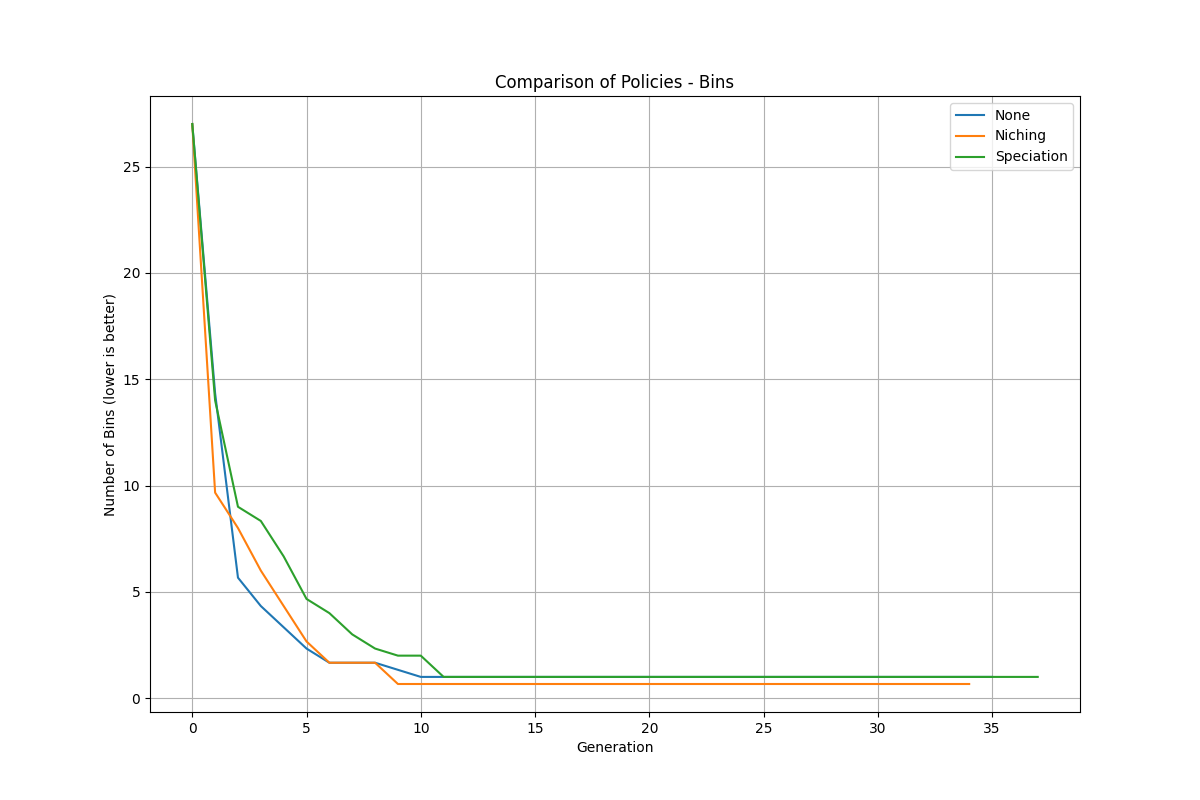 Comparison of Policies - Bins
None
Niching
Speciation
Number of Bins (lower is better)
25
20
15
10
5
0
0 5 10 15 20 25 30 35
Generation